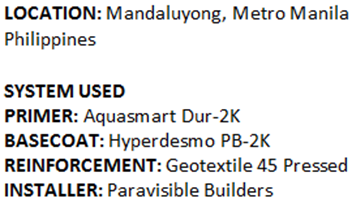 LOCATION: Mandaluyong, Metro Manila
Philippines
SYSTEM USED
PRIMER: Aquasmart Dur-2K
BASECOAT: Hyperdesmo PB-2K
REINFORCEMENT: Geotextile 45 Pressed
INSTALLER: Paravisible Builders